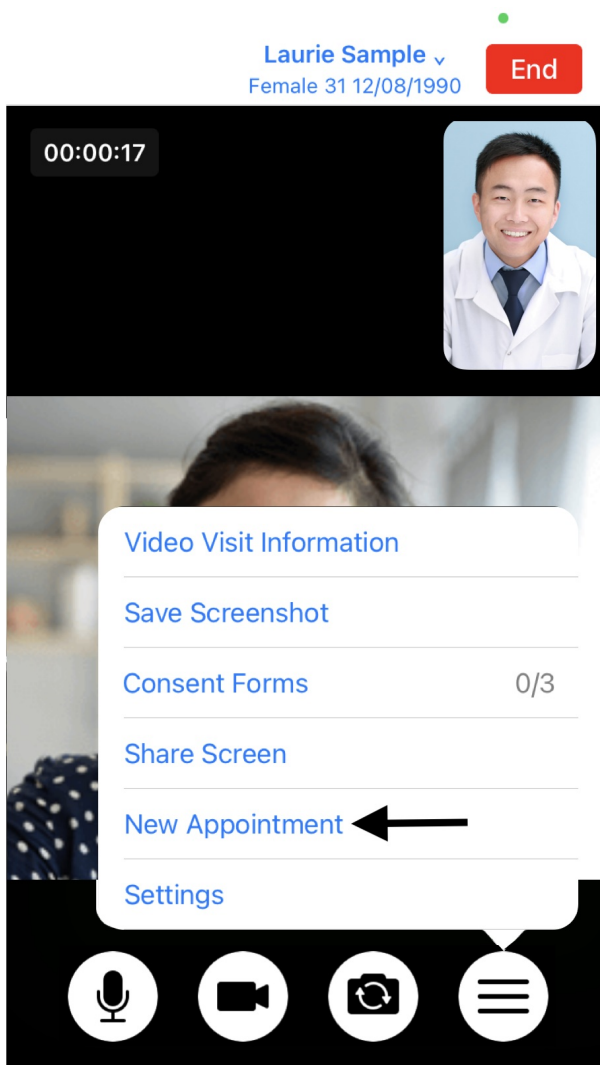 Laurie Sample
End
Female 31 12/08/1990
00:00:17
Video Visit Information
Save Screenshot
Consent Forms 0/3
Share Screen
New Appointment
Settings